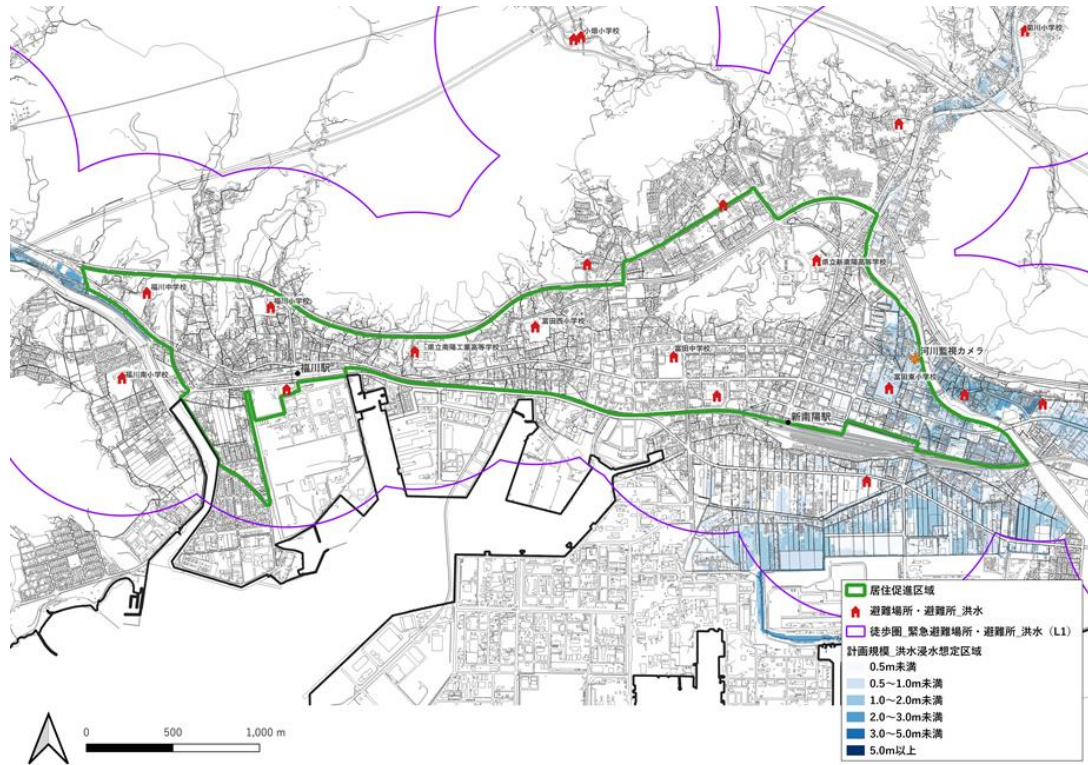 小畑小学校
菊川小学校
県立新南陽高等学校
福川中学校
福川小学校
富田西小学校
県立南陽工業高等学校
河川監視カメラ
富田中学校
福川駅
福川南小学校
富田東小学校
新南陽駅
居住促進区域
避難場所・避難所_洪水
徒歩圏_緊急避難場所・避難所_洪水（L1）
計画規模_洪水浸水想定区域
0.5m未満
0.5～1.0m未満
1.0～2.0m未満
2.0～3.0m未満
3.0～5.0m未満
5.0m以上
0 500 1,000 m